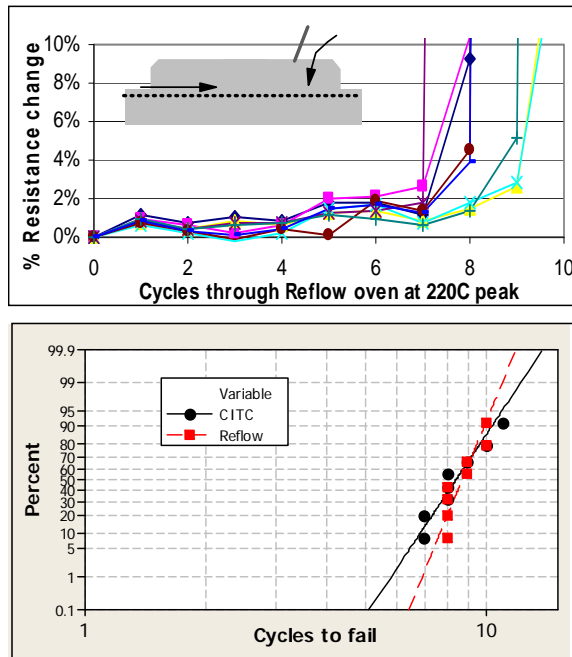 10%
8%
6%
4%
2%
0%
% Resistance change
0 2 4 6 8 10
Cycles through Reflow oven at 220C peak
99.9
99
95
90
80
70
60
50
40
30
20
10
5
1
0.1
Percent
Variable
CITC
Reflow
1 10
Cycles to fail